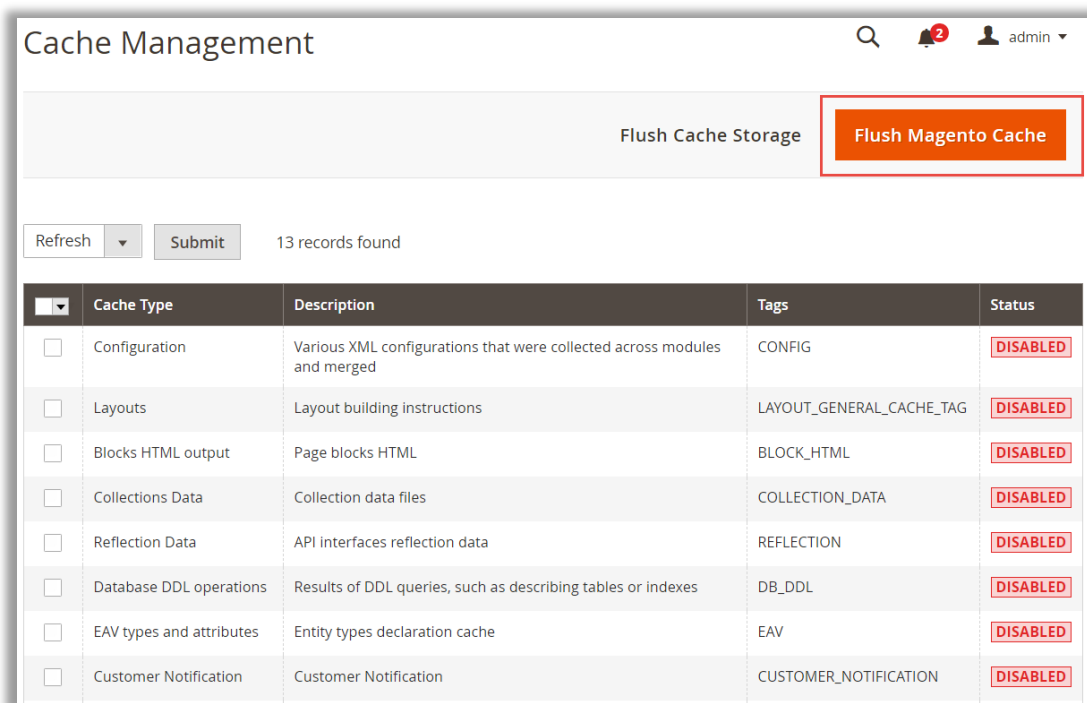 Cache Management
2
admin
Flush Cache Storage
Flush Magento Cache
Refresh
Submit
13 records found
Cache Type Description Tags Status
Configuration Various XML configurations that were collected across modules CONFIG DISABLED
and merged
Layouts Layout building instructions LAYOUT_GENERAL_CACHE_TAG DISABLED
Blocks HTML output Page blocks HTML BLOCK_HTML DISABLED
Collections Data Collection data files COLLECTION_DATA DISABLED
Reflection Data API interfaces reflection data REFLECTION DISABLED
Database DDL operations Results of DDL queries, such as describing tables or indexes DB_DDL DISABLED
EAV types and attributes Entity types declaration cache EAV DISABLED
Customer Notification Customer Notification CUSTOMER_NOTIFICATION DISABLED